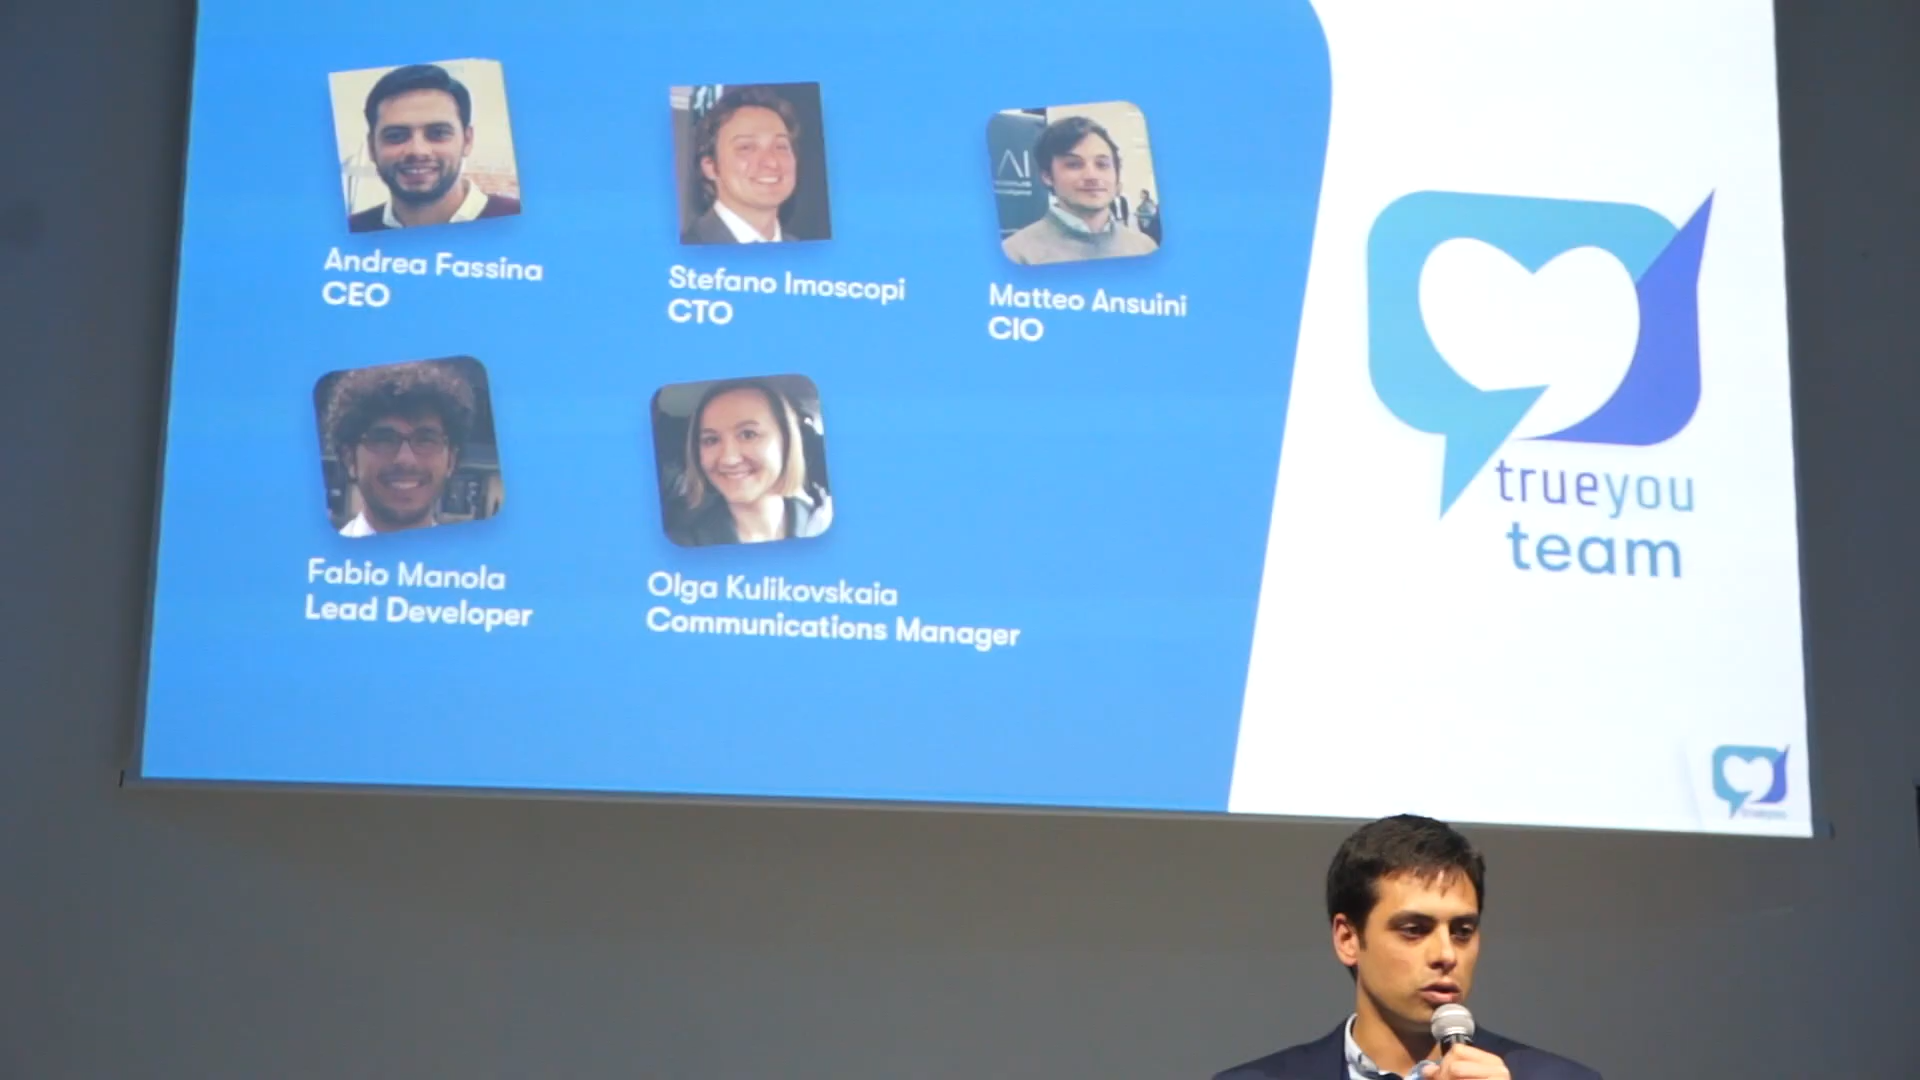 Andrea Fassina
CEO
Stefano Imoscopi
CTO
Matteo Ansuini
CIO
Fabio Manola
Lead Developer
Olga Kulikovskaia
Communications Manager
trueyou
team
AI